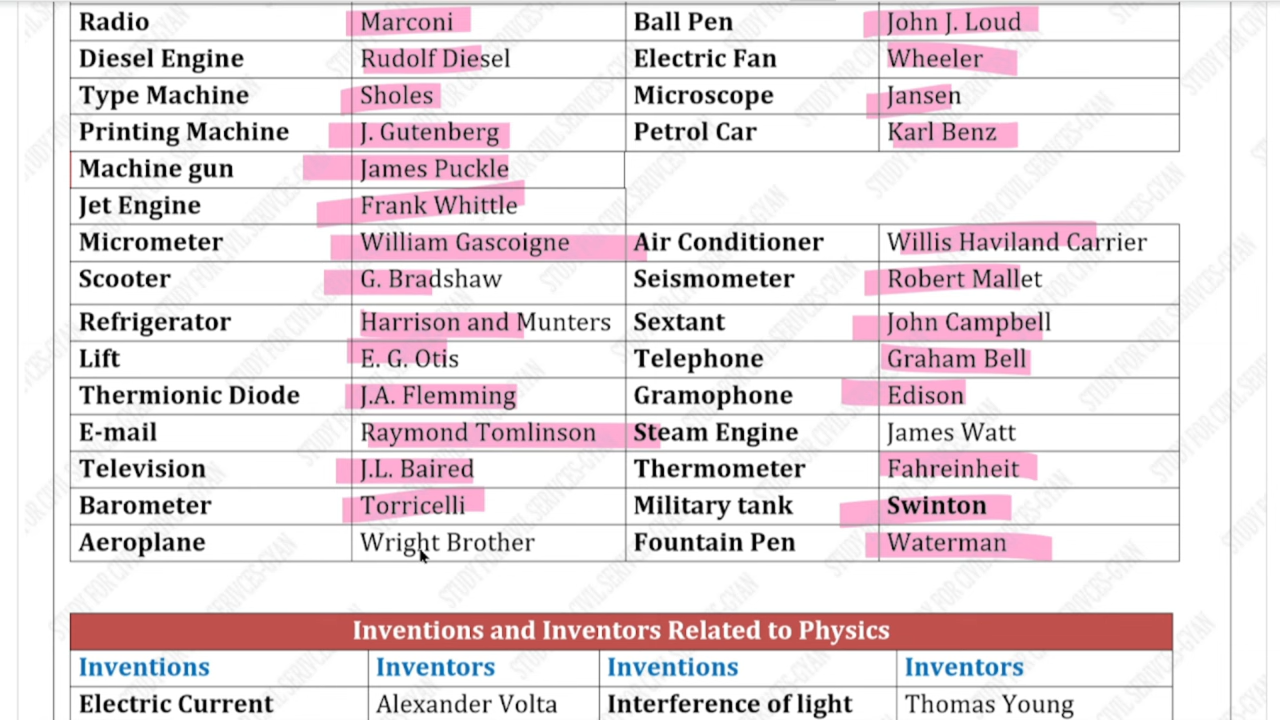 Radio Marconi Ball Pen John J. Loud
Diesel Engine Rudolf Diesel Electric Fan Wheeler
Type Machine Sholes Microscope Jansen
Printing Machine J. Gutenberg Petrol Car Karl Benz
Machine gun James Puckle
Jet Engine Frank Whittle
Micrometer William Gascoigne Air Conditioner Willis Haviland Carrier
Scooter G. Bradshaw Seismometer Robert Mallet
Refrigerator Harrison and Munters Sextant John Campbell
Lift E. G. Otis Telephone Graham Bell
Thermionic Diode J.A. Flemming Gramophone Edison
E-mail Raymond Tomlinson Steam Engine James Watt
Television J.L. Baired Thermometer Fahreinheit
Barometer Torricelli Military tank Swinton
Aeroplane Wright Brother Fountain Pen Waterman
Inventions and Inventors Related to Physics
Inventions Inventors Inventions Inventors
Electric Current Alexander Volta Interference of light Thomas Young